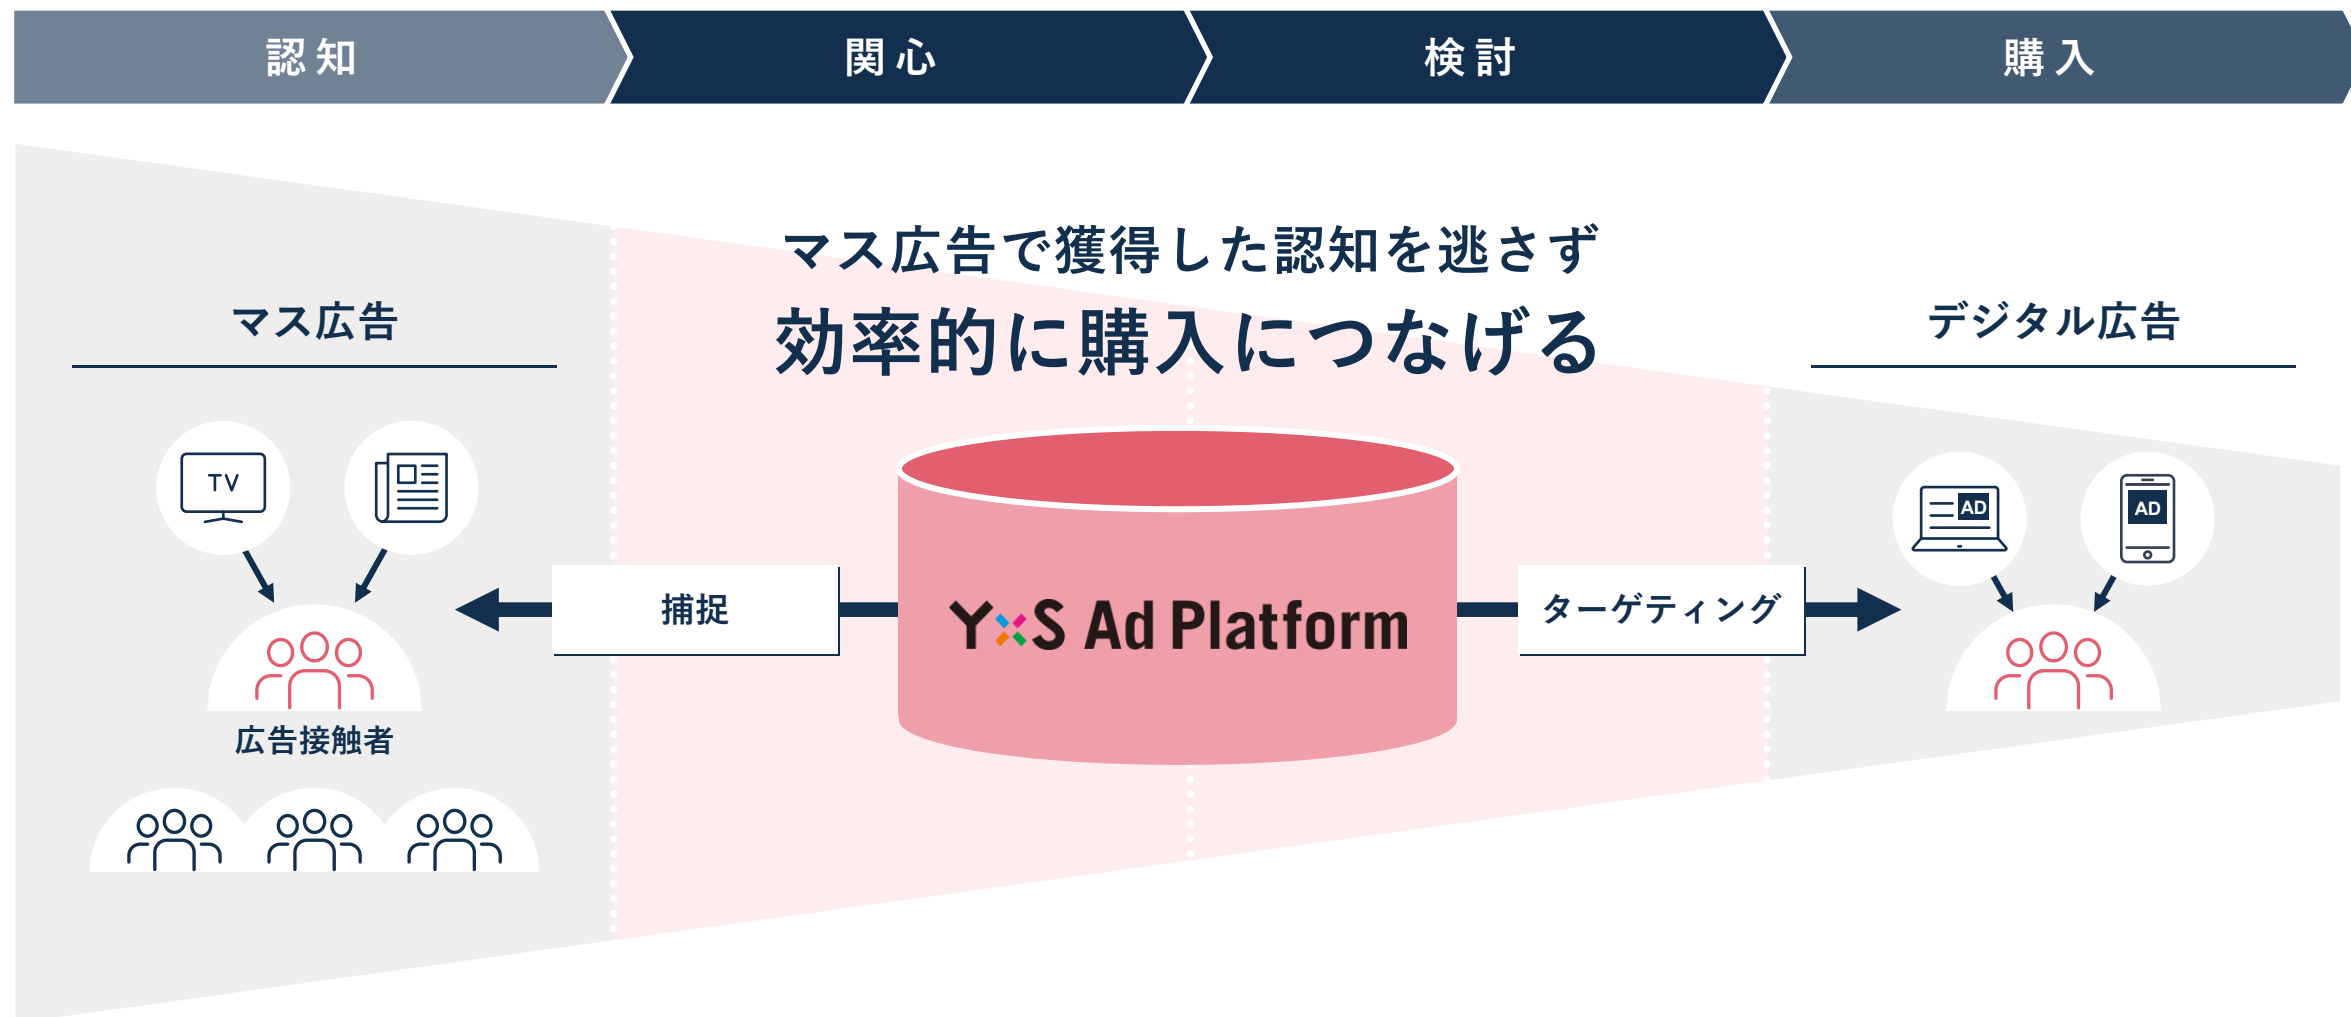 認知
関心
検討
購入
マス広告で獲得した認知を逃さず
効率的に購入につなげる
マス広告
デジタル広告
TV
AD
AD
捕捉
YxS Ad Platform
ターゲティング
広告接触者